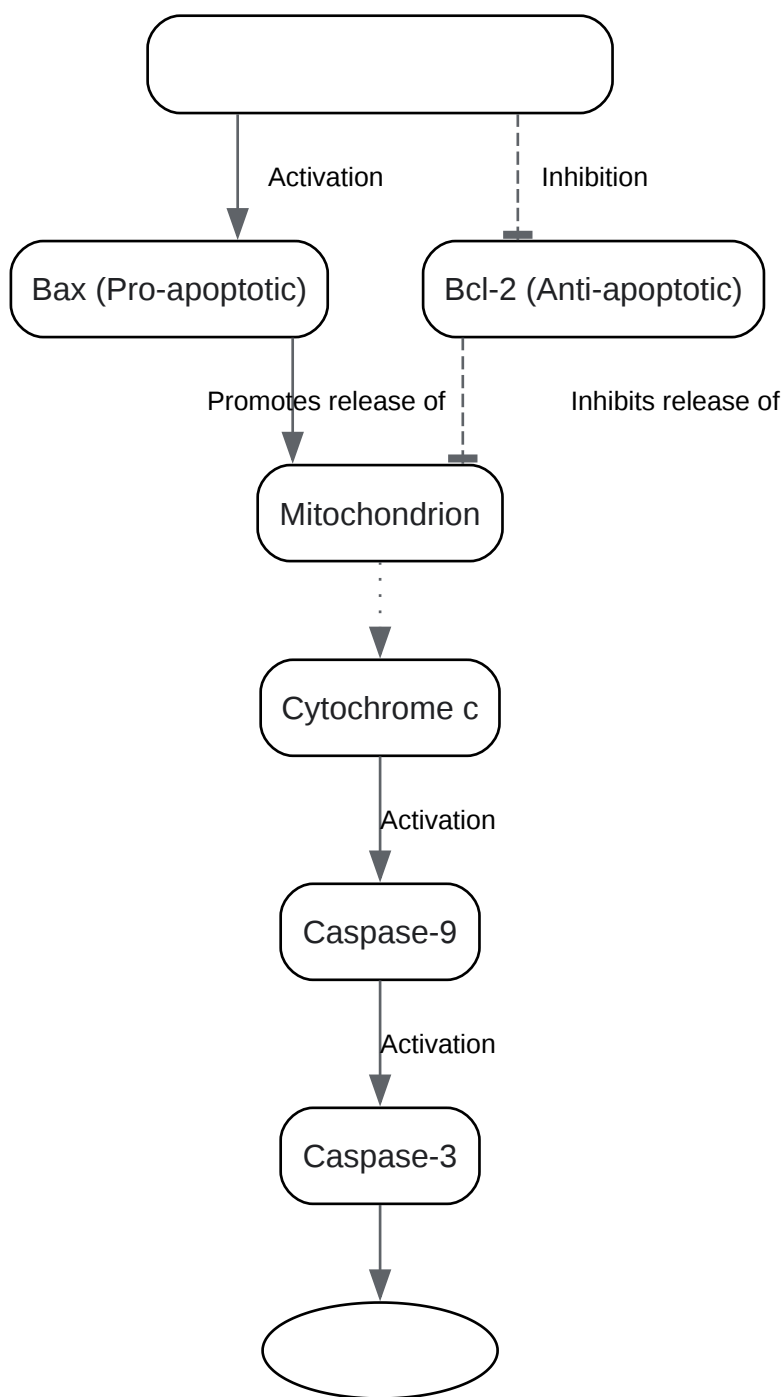 Activation
Inhibition
Bax (Pro-apoptotic)
Bcl-2 (Anti-apoptotic)
Promotes release of
Inhibits release of
Mitochondrion
Cytochrome c
Activation
Caspase-9
Activation
Caspase-3